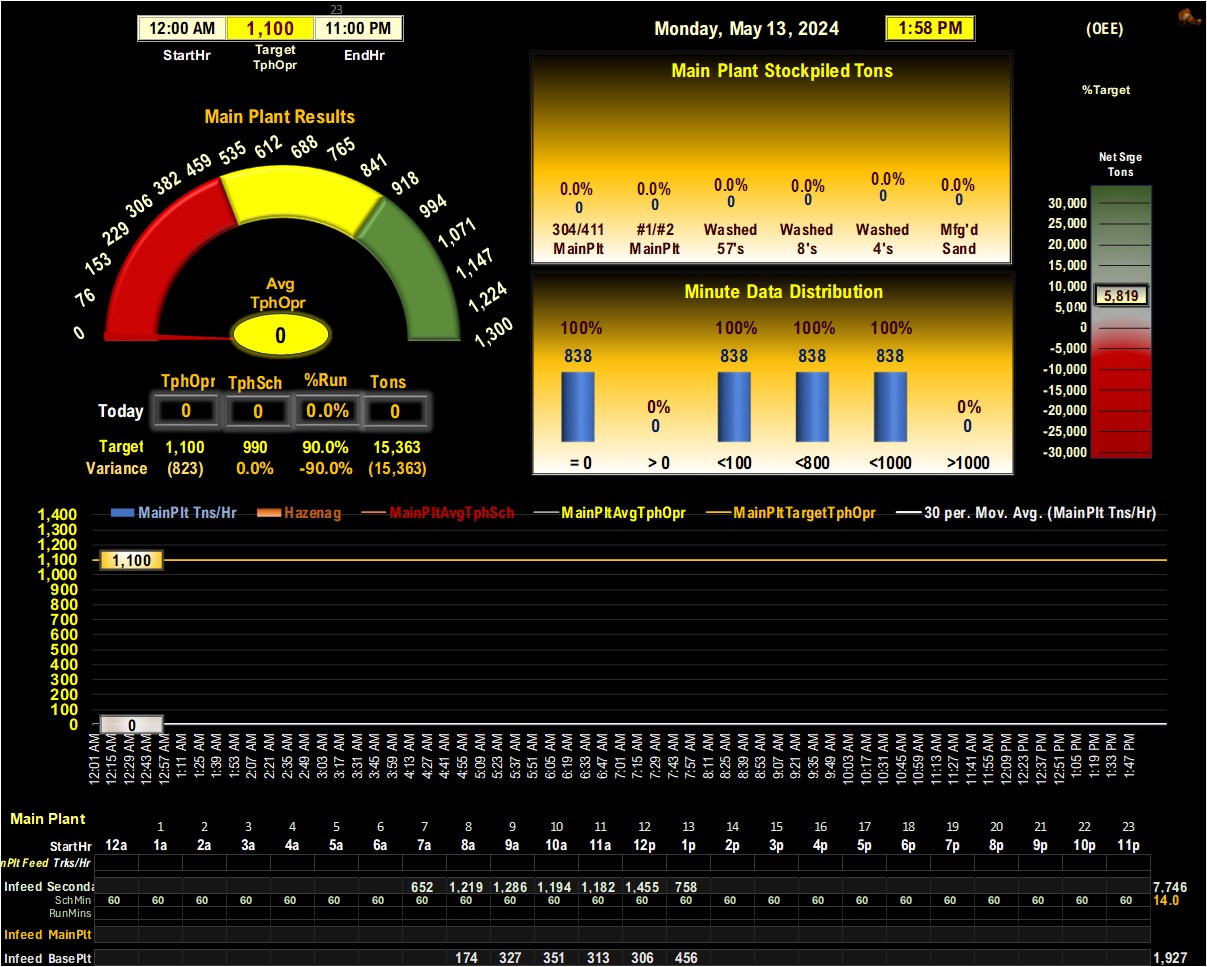 23
12:00 AM 1,100 11:00 PM
StartHr Target TphOpr EndHr
Monday, May 13, 2024 1:58 PM (OEE)
%Target
Main Plant Results
0 76 153 229 306 382 459 535 612 688 765 841 918 994 1,071 1,147 1,224 1,300
Avg
TphOpr
0
TphOpr TphSch %Run Tons
Today 0 0 0.0% 0
Target 1,100 990 90.0% 15,363
Variance (823) 0.0% -90.0% (15,363)
Main Plant Stockpiled Tons
0.0% 0.0% 0.0% 0.0% 0.0% 0.0%
0 0 0 0 0 0
304/411 #1/#2 Washed Washed Washed Mfg'd
MainPlt MainPlt 57's 8's 4's Sand
Minute Data Distribution
100% 100% 100% 100%
838 838 838 838
0% 0%
0 0
= 0 > 0 <100 <800 <1000 >1000
Net Srge
Tons
30,000
25,000
20,000
15,000
10,000
5,819
5,000
0
-5,000
-10,000
-15,000
-20,000
-25,000
-30,000
MainPlt Tns/Hr Hazenag MainPltAvgTphSch MainPltAvgTphOpr MainPltTargetTphOpr 30 per. Mov. Avg. (MainPlt Tns/Hr)
1,400
1,300
1,200
1,100 1,100
1,000
900
800
700
600
500
400
300
200
100
0 0
12:01 AM 12:15 AM 12:29 AM 12:43 AM 12:57 AM 1:11 AM 1:25 AM 1:39 AM 1:53 AM 2:07 AM 2:21 AM 2:35 AM 2:49 AM 3:03 AM 3:17 AM 3:31 AM 3:45 AM 3:59 AM 4:13 AM 4:27 AM 4:41 AM 4:55 AM 5:09 AM 5:23 AM 5:37 AM 5:51 AM 6:05 AM 6:19 AM 6:33 AM 6:47 AM 7:01 AM 7:15 AM 7:29 AM 7:43 AM 7:57 AM 8:11 AM 8:25 AM 8:39 AM 8:53 AM 9:07 AM 9:21 AM 9:35 AM 9:49 AM 10:03 AM 10:17 AM 10:31 AM 10:45 AM 10:59 AM 11:13 AM 11:27 AM 11:41 AM 11:55 AM 12:09 PM 12:23 PM 12:37 PM 12:51 PM 1:05 PM 1:19 PM 1:33 PM 1:47 PM
Main Plant
1 2 3 4 5 6 7 8 9 10 11 12 13 14 15 16 17 18 19 20 21 22 23
StartHr 12a 1a 2a 3a 4a 5a 6a 7a 8a 9a 10a 11a 12p 1p 2p 3p 4p 5p 6p 7p 8p 9p 10p 11p
nPlt Feed Trks/Hr
Infeed Seconda 652 1,219 1,286 1,194 1,182 1,455 758 7,746
SchMin 60 60 60 60 60 60 60 60 60 60 60 60 60 60 60 60 60 60 60 60 60 60 60 60 14.0
RunMins
Infeed MainPlt
Infeed BasePlt 174 327 351 313 306 456 1,927